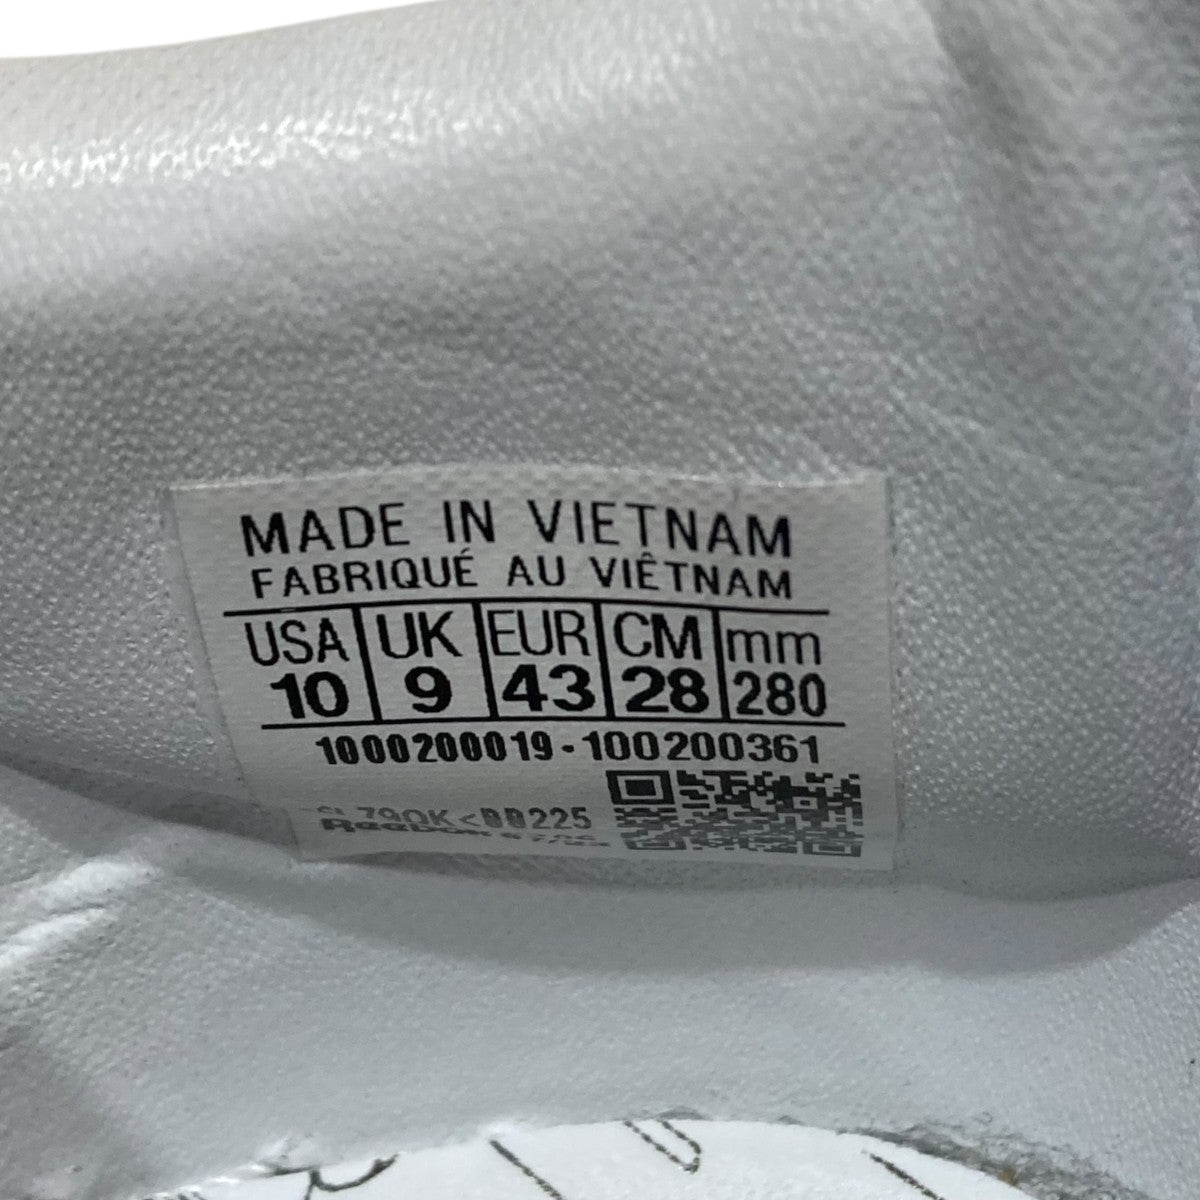 MADE IN VIETNAM
FABRIQUÉ AU VIÊTNAM
USA UK EUR CM mm
10 9 43 28 280
1000200019-100200361